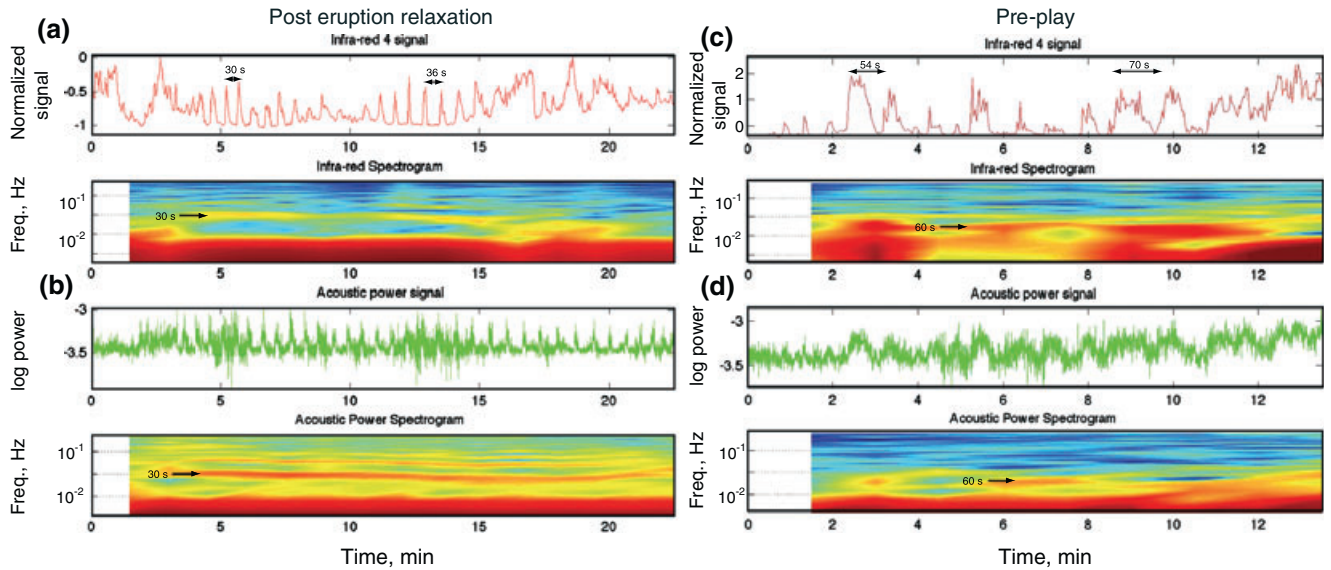 Post eruption relaxation
(a)
Infra-red 4 signal
Normalized signal
0
-0.5
-1
30 s
36 s
0 5 10 15 20
Infra-red Spectrogram
Freq., Hz
10-1
10-2
30 s
0 5 10 15 20
(b)
Acoustic power signal
log power
-3
-3.5
0 5 10 15 20
Acoustic Power Spectrogram
Freq., Hz
10-1
10-2
30 s
0 5 10 15 20
Time, min
Pre-play
(c)
Infra-red 4 signal
Normalized signal
2
1
0
54 s
70 s
0 2 4 6 8 10 12
Infra-red Spectrogram
Freq., Hz
10-1
10-2
60 s
0 2 4 6 8 10 12
(d)
Acoustic power signal
log power
-3
-3.5
0 2 4 6 8 10 12
Acoustic Power Spectrogram
Freq., Hz
10-1
10-2
60 s
0 2 4 6 8 10 12
Time, min